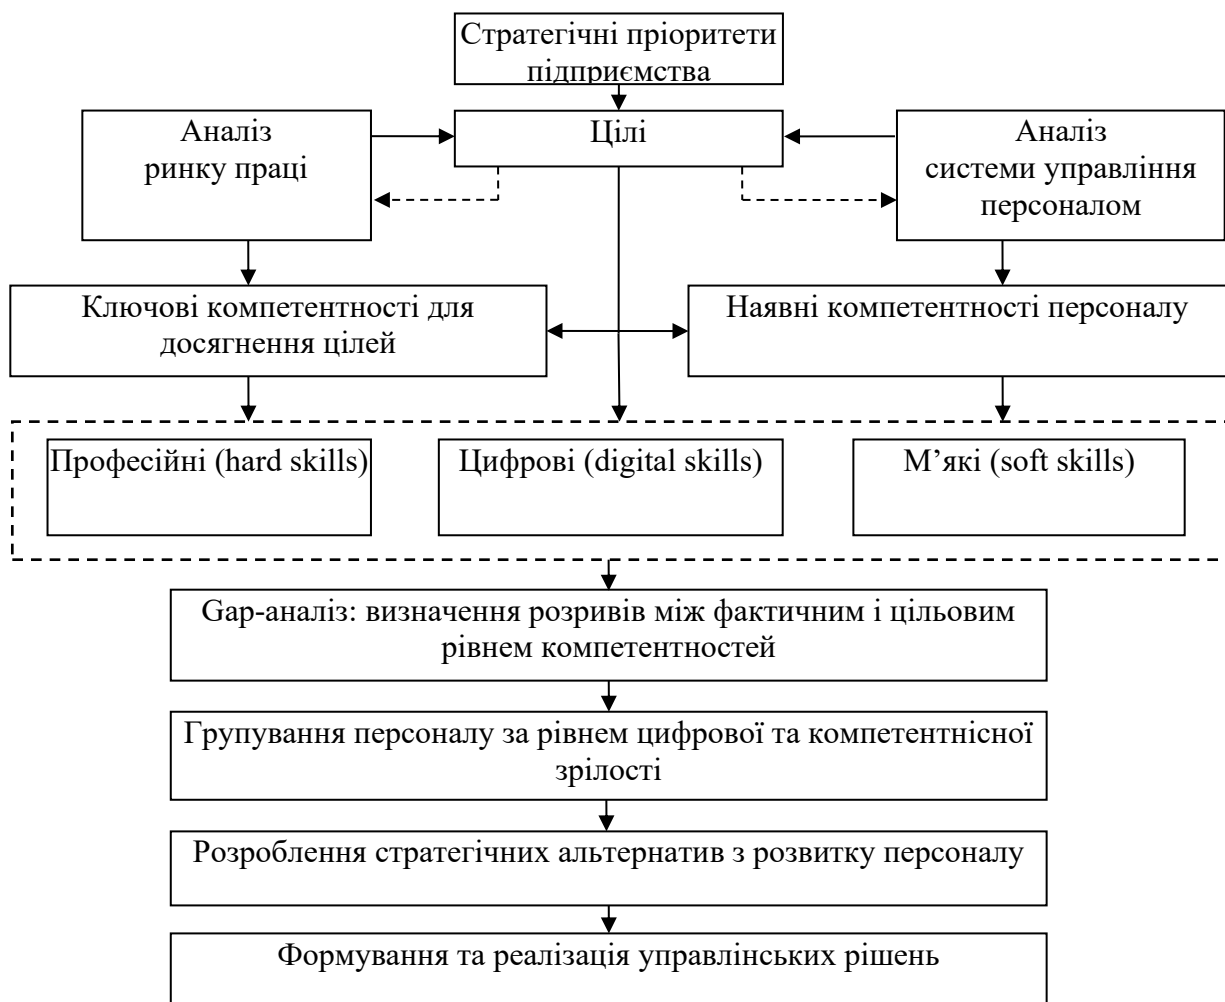 Стратегічні пріоритети
підприємства
Аналіз
ринку праці
Цілі
Аналіз
системи управління
персоналом
Ключові компетентності для
досягнення цілей
Наявні компетентності персоналу
Професійні (hard skills)
Цифрові (digital skills)
М’які (soft skills)
Gap-аналіз: визначення розривів між фактичним і цільовим
рівнем компетентностей
Групування персоналу за рівнем цифрової та компетентнісної
зрілості
Розроблення стратегічних альтернатив з розвитку персоналу
Формування та реалізація управлінських рішень